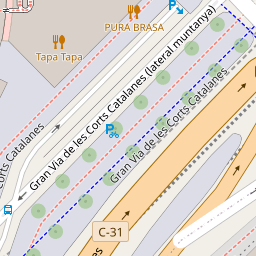 PURA BRASA
Tapa Tapa
Gran Via de les Corts Catalanes (lateral muntanya)
Gran Via de les Corts Catalanes
Corts Catalanes
C-31